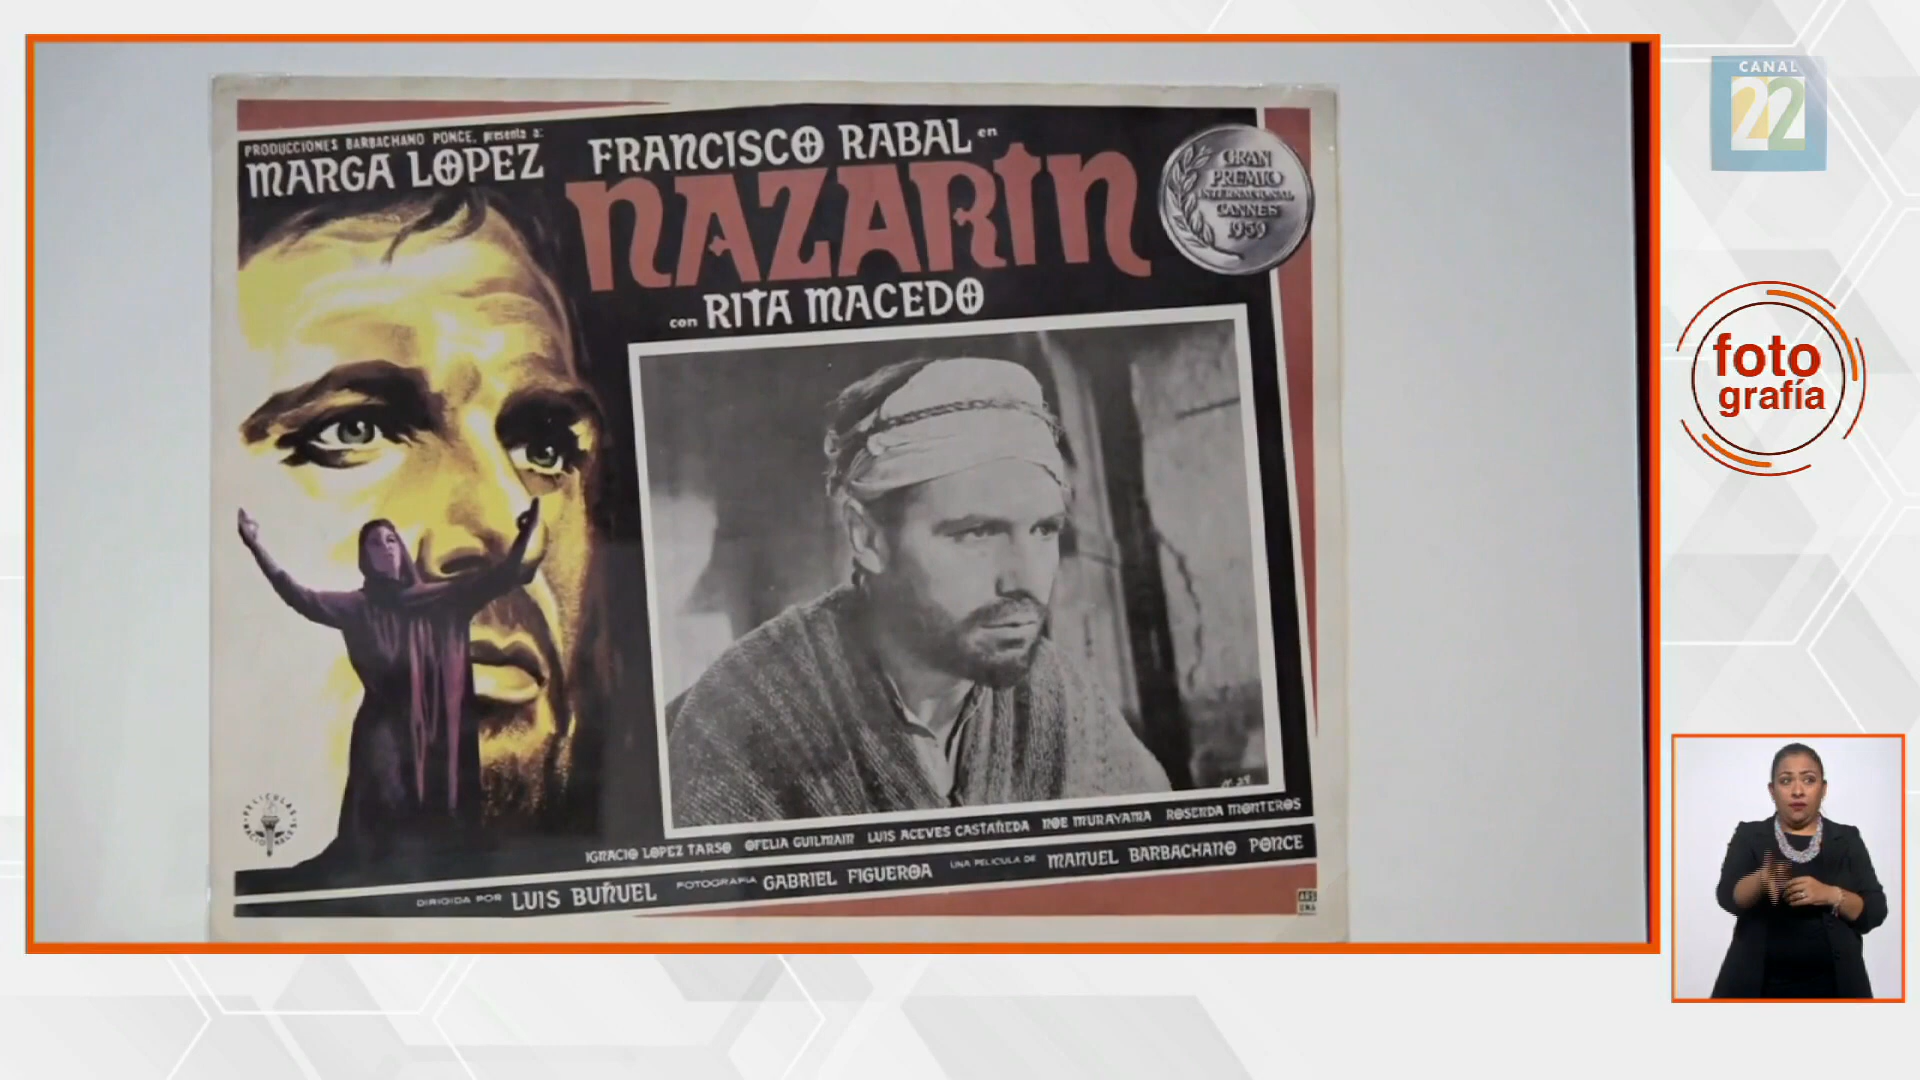 PRODUCCIONES BARBACHANO PONCE, presenta a:
MARGA LOPEZ
FRANCISCO RABAL en
NAZARIN
con RITA MACEDO
GRAN
PREMIO
INTERNACIONAL
CANNES
1959
PELICULAS
NACIONALES
IGNACIO LOPEZ TARSO OFELIA GUILMAIN LUIS ACEVES CASTAÑEDA NOE MURAYAMA ROSENDA MONTEROS
DIRIGIDA POR LUIS BUÑUEL FOTOGRAFIA GABRIEL FIGUEROA UNA PELICULA DE MANUEL BARBACHANO PONCE
CANAL
22
foto
grafía